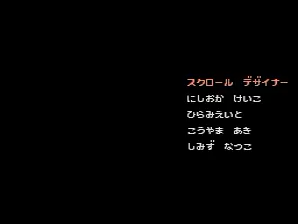 スクロール デザイナー
にしおか けいこ
ひらみえいと
こうやま あき
しみず なつこ